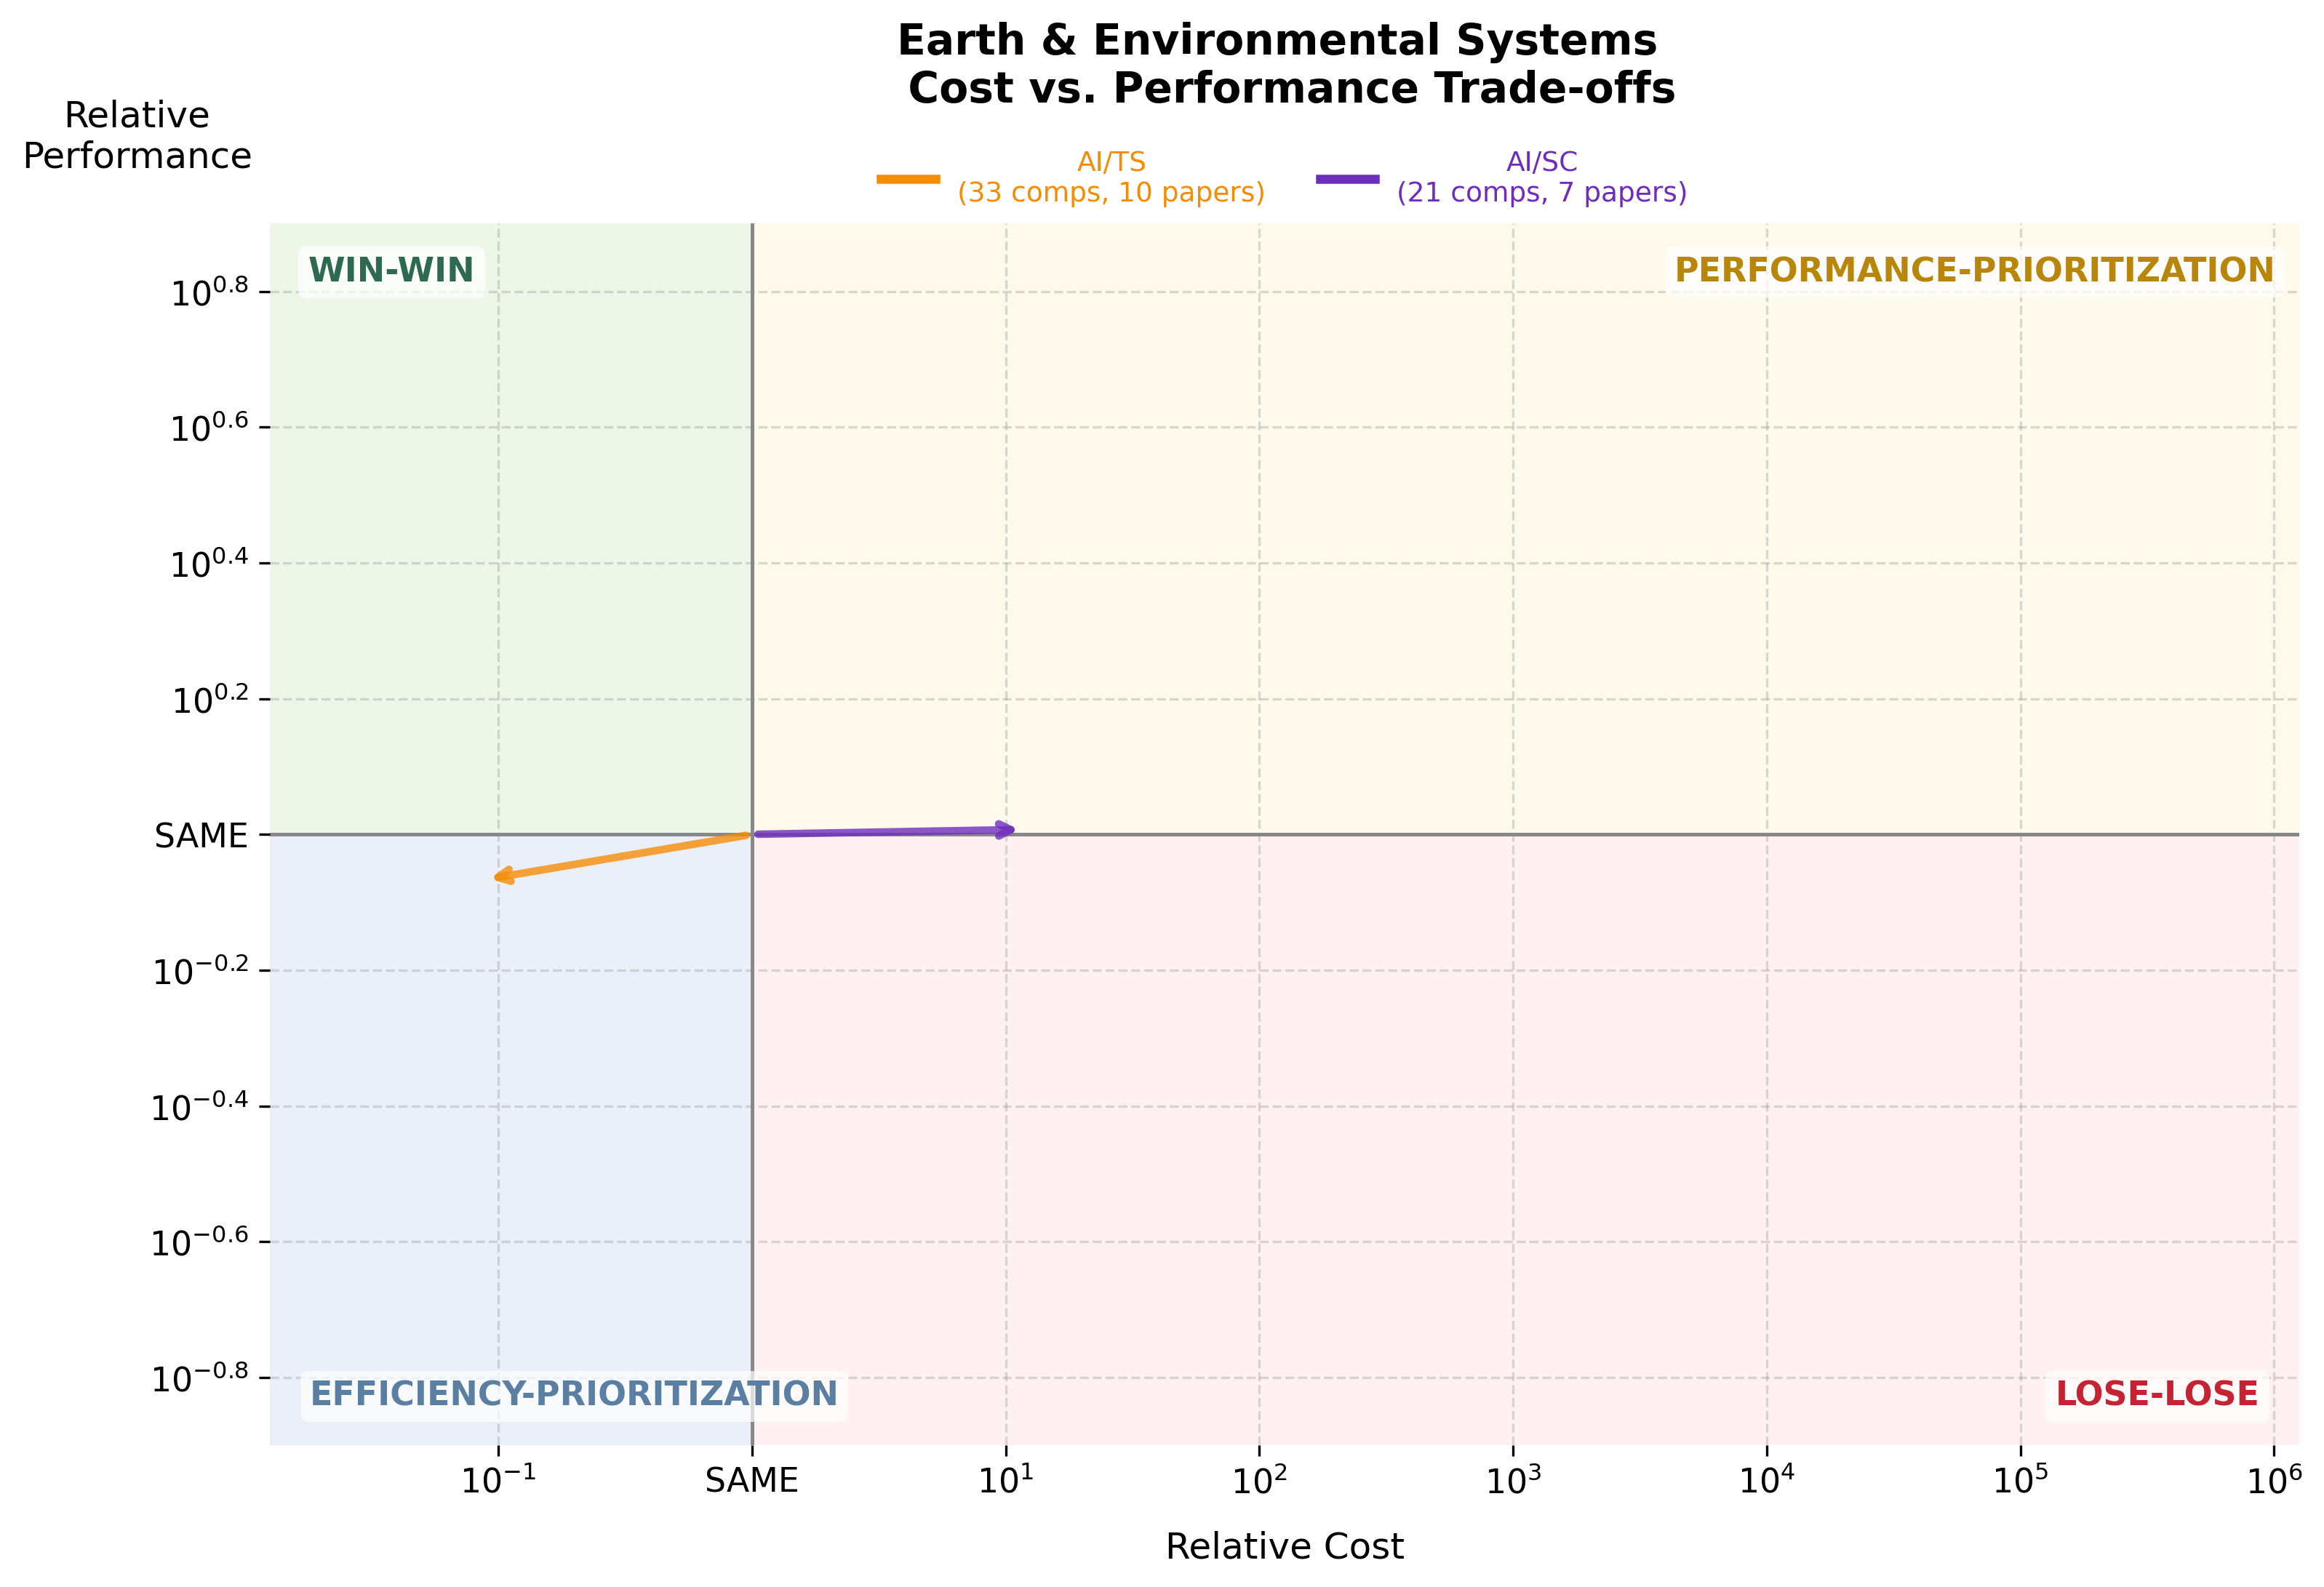 Earth & Environmental Systems
Cost vs. Performance Trade-offs
Relative
Performance
AI/TS
(33 comps, 10 papers)
AI/SC
(21 comps, 7 papers)
WIN-WIN
PERFORMANCE-PRIORITIZATION
10^0.8
10^0.6
10^0.4
10^0.2
SAME
10^−0.2
10^−0.4
10^−0.6
10^−0.8
EFFICIENCY-PRIORITIZATION
LOSE-LOSE
10^−1 SAME 10^1 10^2 10^3 10^4 10^5 10^6
Relative Cost